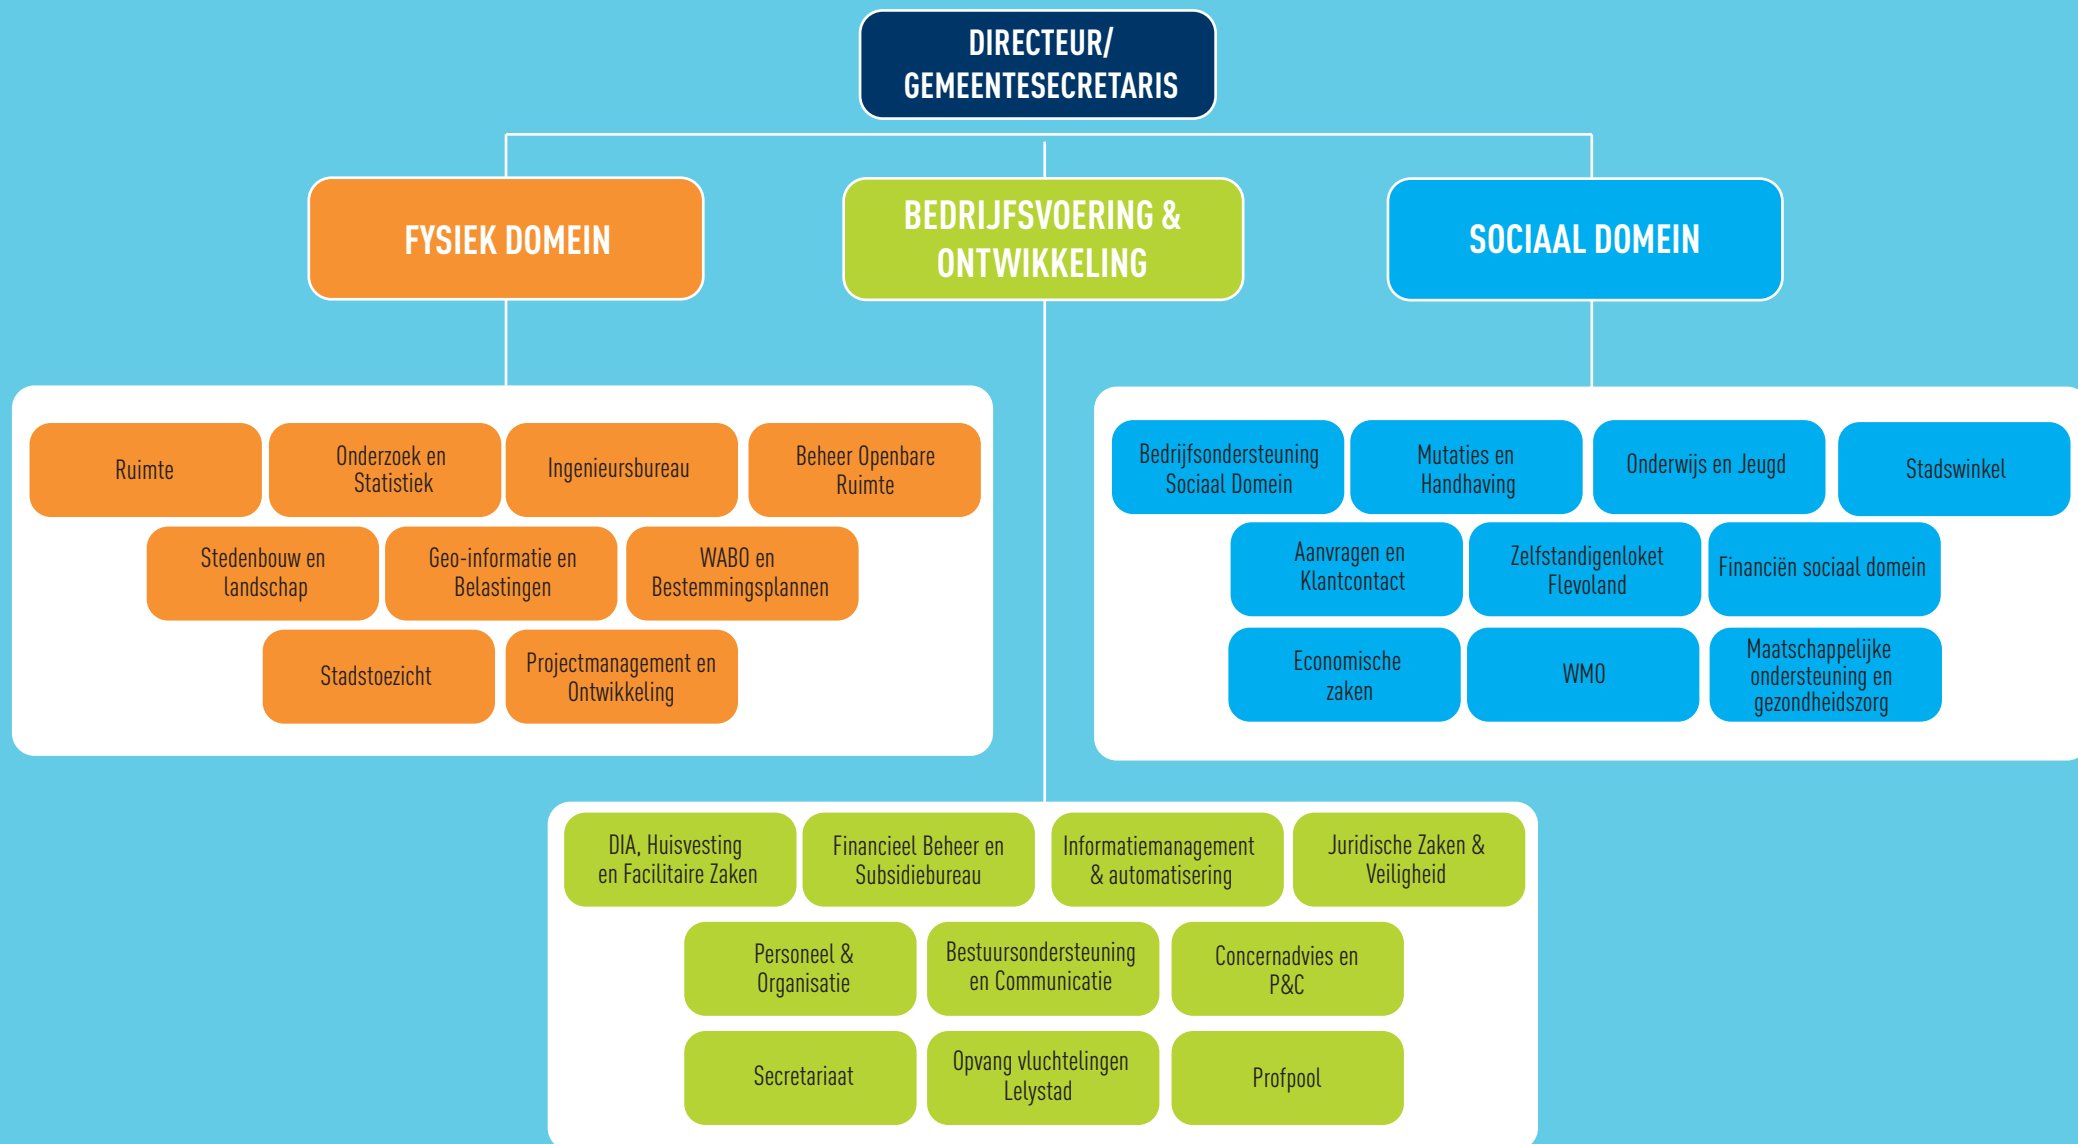 DIRECTEUR/
GEMEENTESECRETARIS
FYSIEK DOMEIN
BEDRIJFSVOERING &
ONTWIKKELING
SOCIAAL DOMEIN
Ruimte
Onderzoek en
Statistiek
Ingenieursbureau
Beheer Openbare
Ruimte
Stedenbouw en
landschap
Geo-informatie en
Belastingen
WABO en
Bestemmingsplannen
Stadstoezicht
Projectmanagement en
Ontwikkeling
Bedrijfsondersteuning
Sociaal Domein
Mutaties en
Handhaving
Onderwijs en Jeugd
Stadswinkel
Aanvragen en
Klantcontact
Zelfstandigenloket
Flevoland
Financiën sociaal domein
Economische
zaken
WMO
Maatschappelijke
ondersteuning en
gezondheidszorg
DIA, Huisvesting
en Facilitaire Zaken
Financieel Beheer en
Subsidiebureau
Informatiemanagement
& automatisering
Juridische Zaken &
Veiligheid
Personeel &
Organisatie
Bestuursondersteuning
en Communicatie
Concernadvies en
P&C
Secretariaat
Opvang vluchtelingen
Lelystad
Profpool